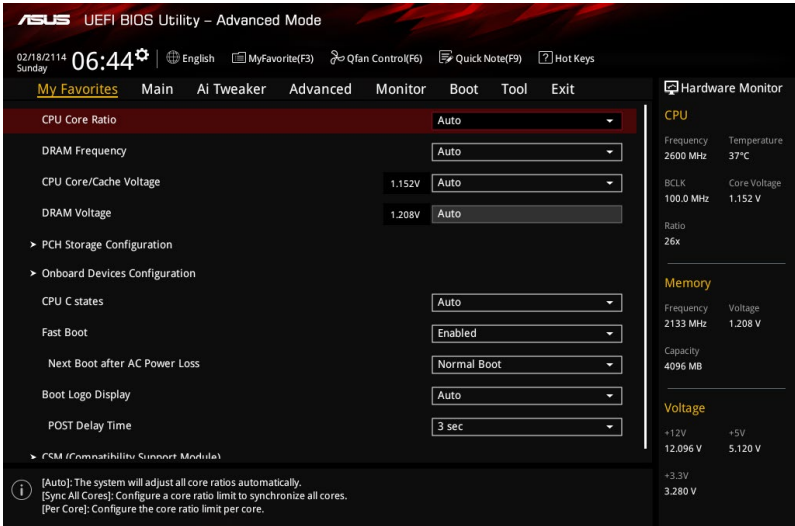 ASUS UEFI BIOS Utility – Advanced Mode
02/18/2114
Sunday
06:44
English
MyFavorite(F3)
Qfan Control(F6)
Quick Note(F9)
? Hot Keys
My Favorites Main Ai Tweaker Advanced Monitor Boot Tool Exit
CPU Core Ratio Auto
DRAM Frequency Auto
CPU Core/Cache Voltage 1.152V Auto
DRAM Voltage 1.208V Auto
> PCH Storage Configuration
> Onboard Devices Configuration
CPU C states Auto
Fast Boot Enabled
Next Boot after AC Power Loss Normal Boot
Boot Logo Display Auto
POST Delay Time 3 sec
> CSM (Compatibility Support Module)
[Auto]: The system will adjust all core ratios automatically.
[Sync All Cores]: Configure a core ratio limit to synchronize all cores.
[Per Core]: Configure the core ratio limit per core.
Hardware Monitor
CPU
Frequency Temperature
2600 MHz 37°C
BCLK Core Voltage
100.0 MHz 1.152 V
Ratio
26x
Memory
Frequency Voltage
2133 MHz 1.208 V
Capacity
4096 MB
Voltage
+12V +5V
12.096 V 5.120 V
+3.3V
3.280 V